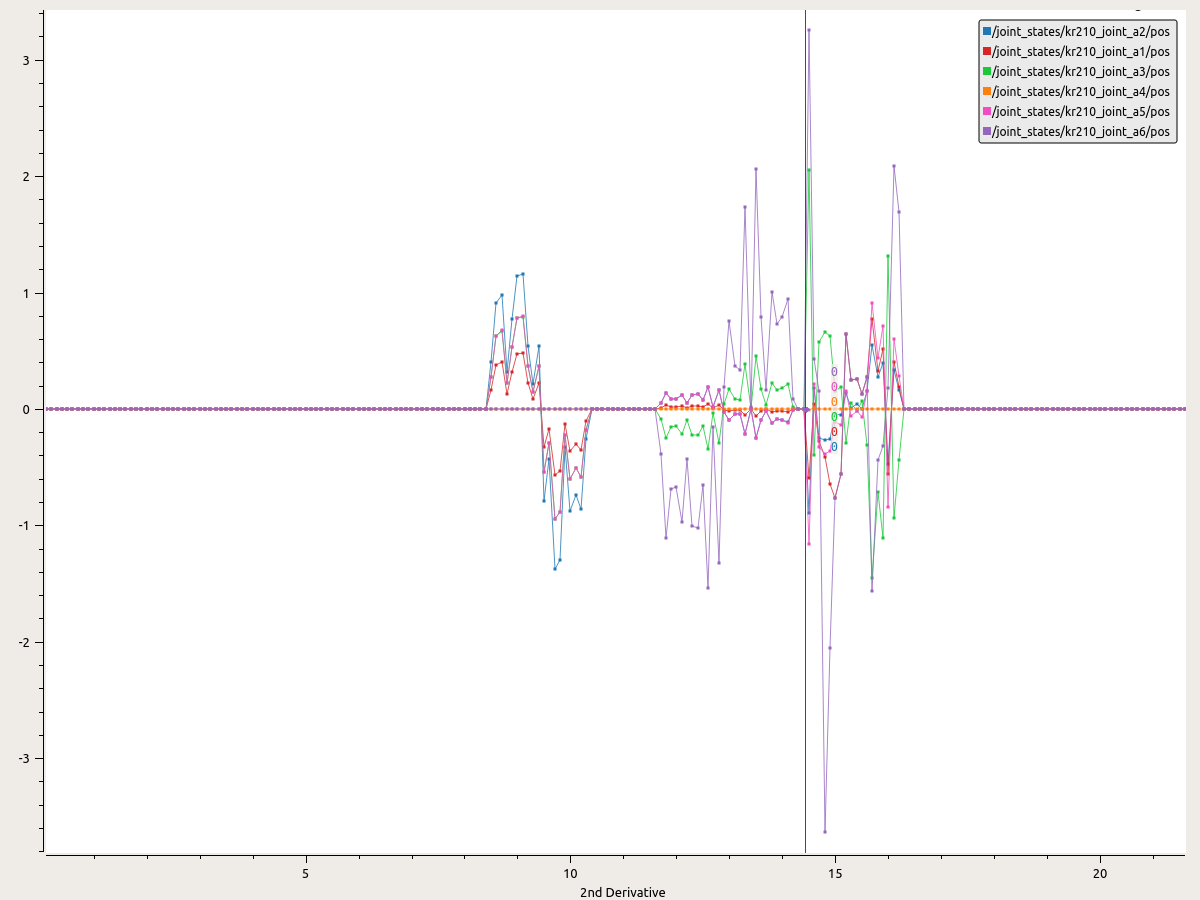 /joint_states/kr210_joint_a2/pos
/joint_states/kr210_joint_a1/pos
/joint_states/kr210_joint_a3/pos
/joint_states/kr210_joint_a4/pos
/joint_states/kr210_joint_a5/pos
/joint_states/kr210_joint_a6/pos
3
2
1
0
-1
-2
-3
0
0
0
0
0
0
5 10 15 20
2nd Derivative